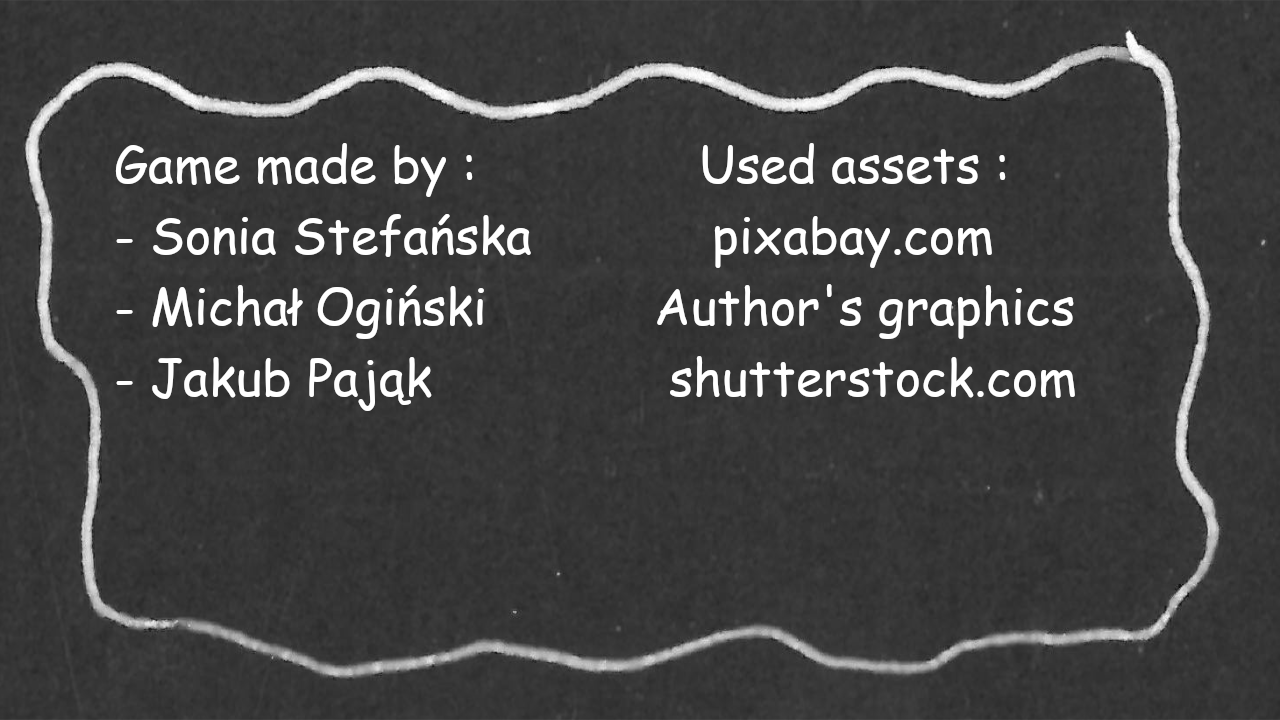 Game made by :
- Sonia Stefańska
- Michał Ogiński
- Jakub Pająk
Used assets :
pixabay.com
Author's graphics
shutterstock.com